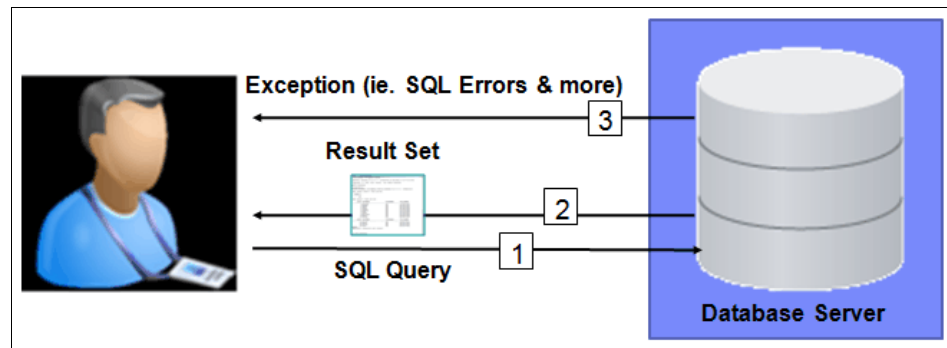 Exception (ie. SQL Errors & more)
3
Result Set
2
1
SQL Query
Database Server